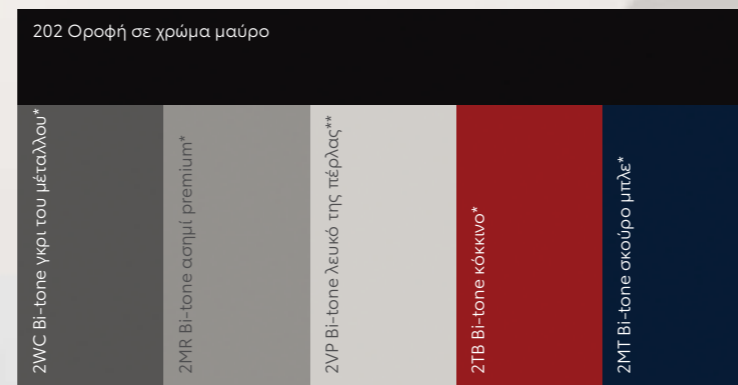 202 Οροφή σε χρώμα μαύρο
2WC Bi-tone γκρι του μέταλλου*
2MR Bi-tone ασημί premium*
2VP Bi-tone λευκό της πέρλας**
2TB Bi-tone κόκκινο*
2MT Bi-tone σκούρο μπλε*